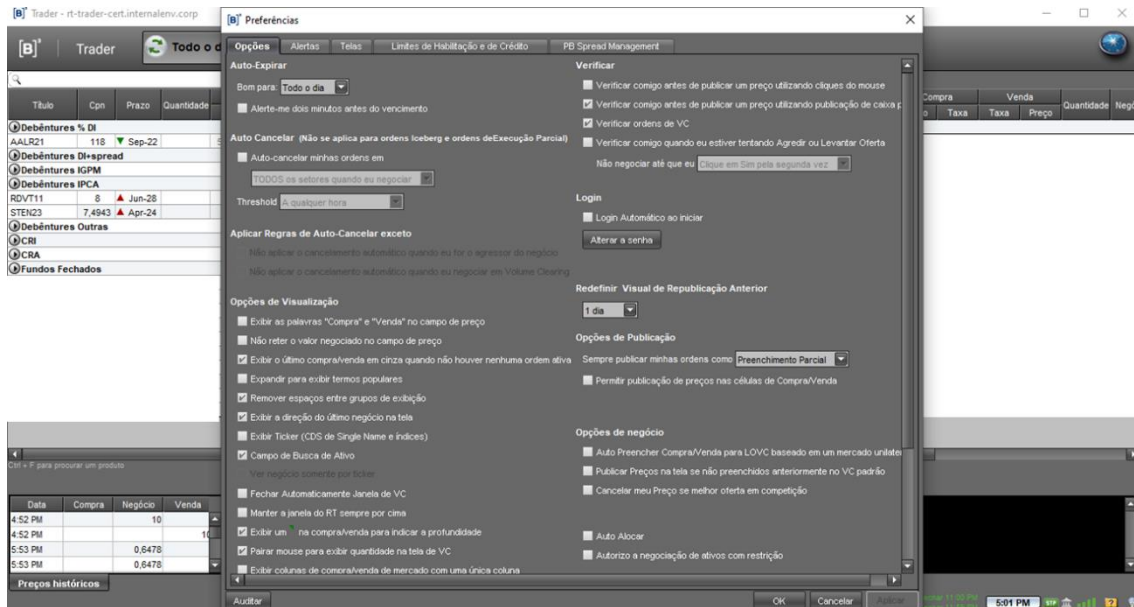 [B]³ Trader - rt-trader-cert.internalenv.corp
[B]³ Trader Todo o d
Título Cpn Prazo Quantidade
Debêntures % DI
AALR21 118 Sep-22
Debêntures DI+spread
Debêntures IGPM
Debêntures IPCA
RDVT11 8 Jun-28
STEN23 7,4943 Apr-24
Debêntures Outras
CRI
CRA
Fundos Fechados
Ctrl + F para procurar um produto
Data Compra Negócio Venda
4:52 PM 10
4:52 PM 10
5:53 PM 0,6478
5:53 PM 0,6478
Preços históricos
[B]³ Preferências
Opções Alertas Telas Limites de Habilitação e de Crédito PB Spread Management
Auto-Expirar
Bom para: Todo o dia
Alerte-me dois minutos antes do vencimento
Auto Cancelar (Não se aplica para ordens Iceberg e ordens deExecução Parcial)
Auto-cancelar minhas ordens em
TODOS os setores quando eu negociar
Threshold A qualquer hora
Aplicar Regras de Auto-Cancelar exceto
Não aplicar o cancelamento automático quando eu for o agressor do negócio
Não aplicar o cancelamento automático quando eu negociar em Volume Clearing
Opções de Visualização
Exibir as palavras "Compra" e "Venda" no campo de preço
Não reter o valor negociado no campo de preço
Exibir o último compra/venda em cinza quando não houver nenhuma ordem ativa
Expandir para exibir termos populares
Remover espaços entre grupos de exibição
Exibir a direção do último negócio na tela
Exibir Ticker (CDS de Single Name e índices)
Campo de Busca de Ativo
Ver negócio somente por ticker
Fechar Automaticamente Janela de VC
Manter a janela do RT sempre por cima
Exibir um na compra/venda para indicar a profundidade
Pairar mouse para exibir quantidade na tela de VC
Exibir colunas de compra/venda de mercado com uma única coluna
Verificar
Verificar comigo antes de publicar um preço utilizando cliques do mouse
Verificar comigo antes de publicar um preço utilizando publicação de caixa p
Verificar ordens de VC
Verificar comigo quando eu estiver tentando Agredir ou Levantar Oferta
Não negociar até que eu Clique em Sim pela segunda vez
Login
Login Automático ao iniciar
Alterar a senha
Redefinir Visual de Republicação Anterior
1 dia
Opções de Publicação
Sempre publicar minhas ordens como Preenchimento Parcial
Permitir publicação de preços nas células de Compra/Venda
Opções de negócio
Auto Preencher Compra/Venda para LOVC baseado em um mercado unilater
Publicar Preços na tela se não preenchidos anteriormente no VC padrão
Cancelar meu Preço se melhor oferta em competição
Auto Alocar
Autorizo a negociação de ativos com restrição
Auditar OK Cancelar Aplicar
Compra Venda
o Taxa Taxa Preço Quantidade Negó
11:00 PM
5:01 PM STP ?